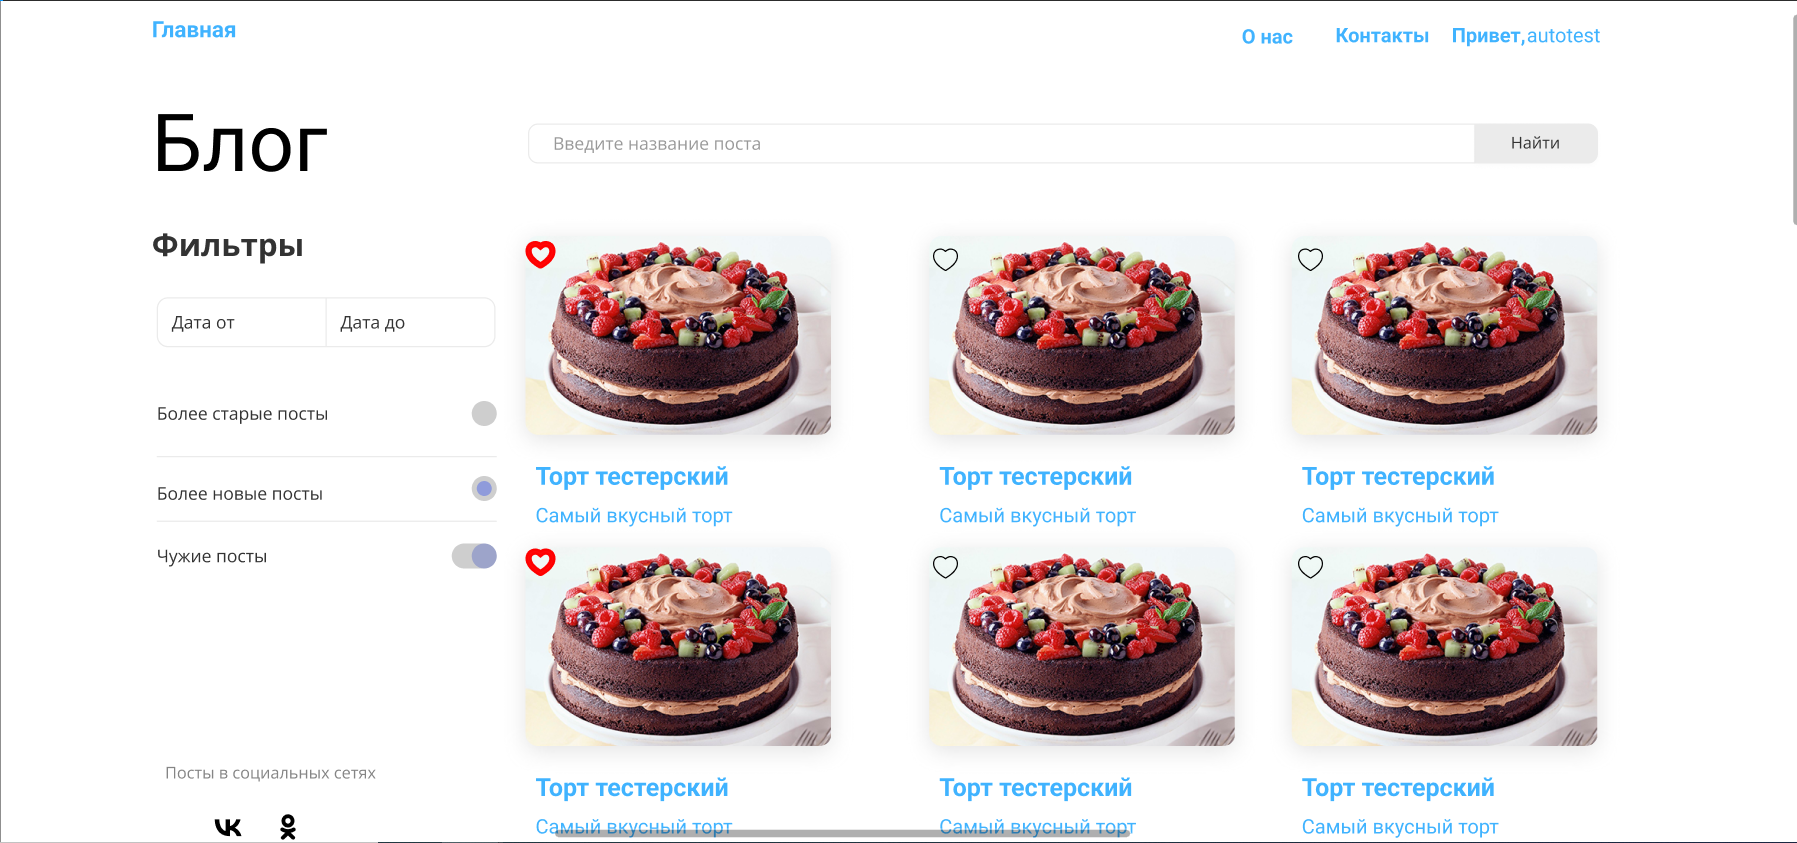 Главная
О нас
Контакты
Привет,autotest
Блог
Введите название поста
Найти
Фильтры
Дата от
Дата до
Более старые посты
Более новые посты
Чужие посты
Торт тестерский
Самый вкусный торт
Торт тестерский
Самый вкусный торт
Торт тестерский
Самый вкусный торт
Торт тестерский
Самый вкусный торт
Торт тестерский
Самый вкусный торт
Торт тестерский
Самый вкусный торт
Посты в социальных сетях